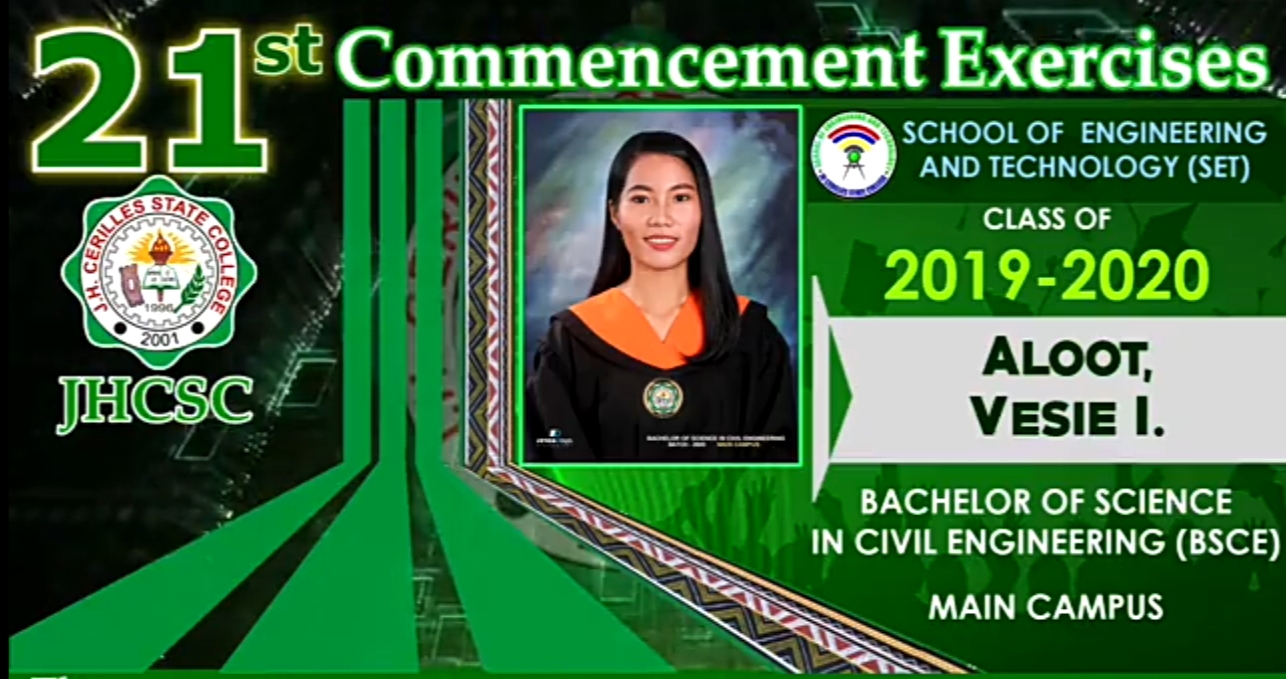 21st Commencement Exercises
J.H. CERILLES STATE COLLEGE
1996
2001
JHCSC
SCHOOL OF ENGINEERING
AND TECHNOLOGY (SET)
CLASS OF
2019-2020
ALOOT,
VESIE I.
BACHELOR OF SCIENCE
IN CIVIL ENGINEERING (BSCE)
MAIN CAMPUS
BACHELOR OF SCIENCE IN CIVIL ENGINEERING
MAIN CAMPUS